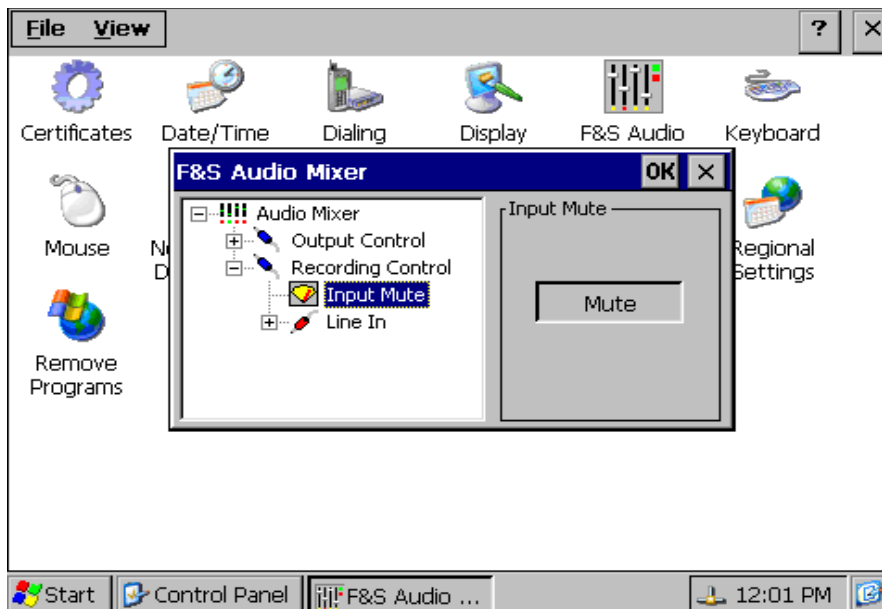 File View ?
Certificates Date/Time Dialing Display F&S Audio Keyboard
F&S Audio Mixer OK
Audio Mixer
Output Control
Recording Control
Input Mute
Line In
Input Mute
Mute
Mouse
Regional
Settings
Remove
Programs
Start Control Panel F&S Audio ... 12:01 PM